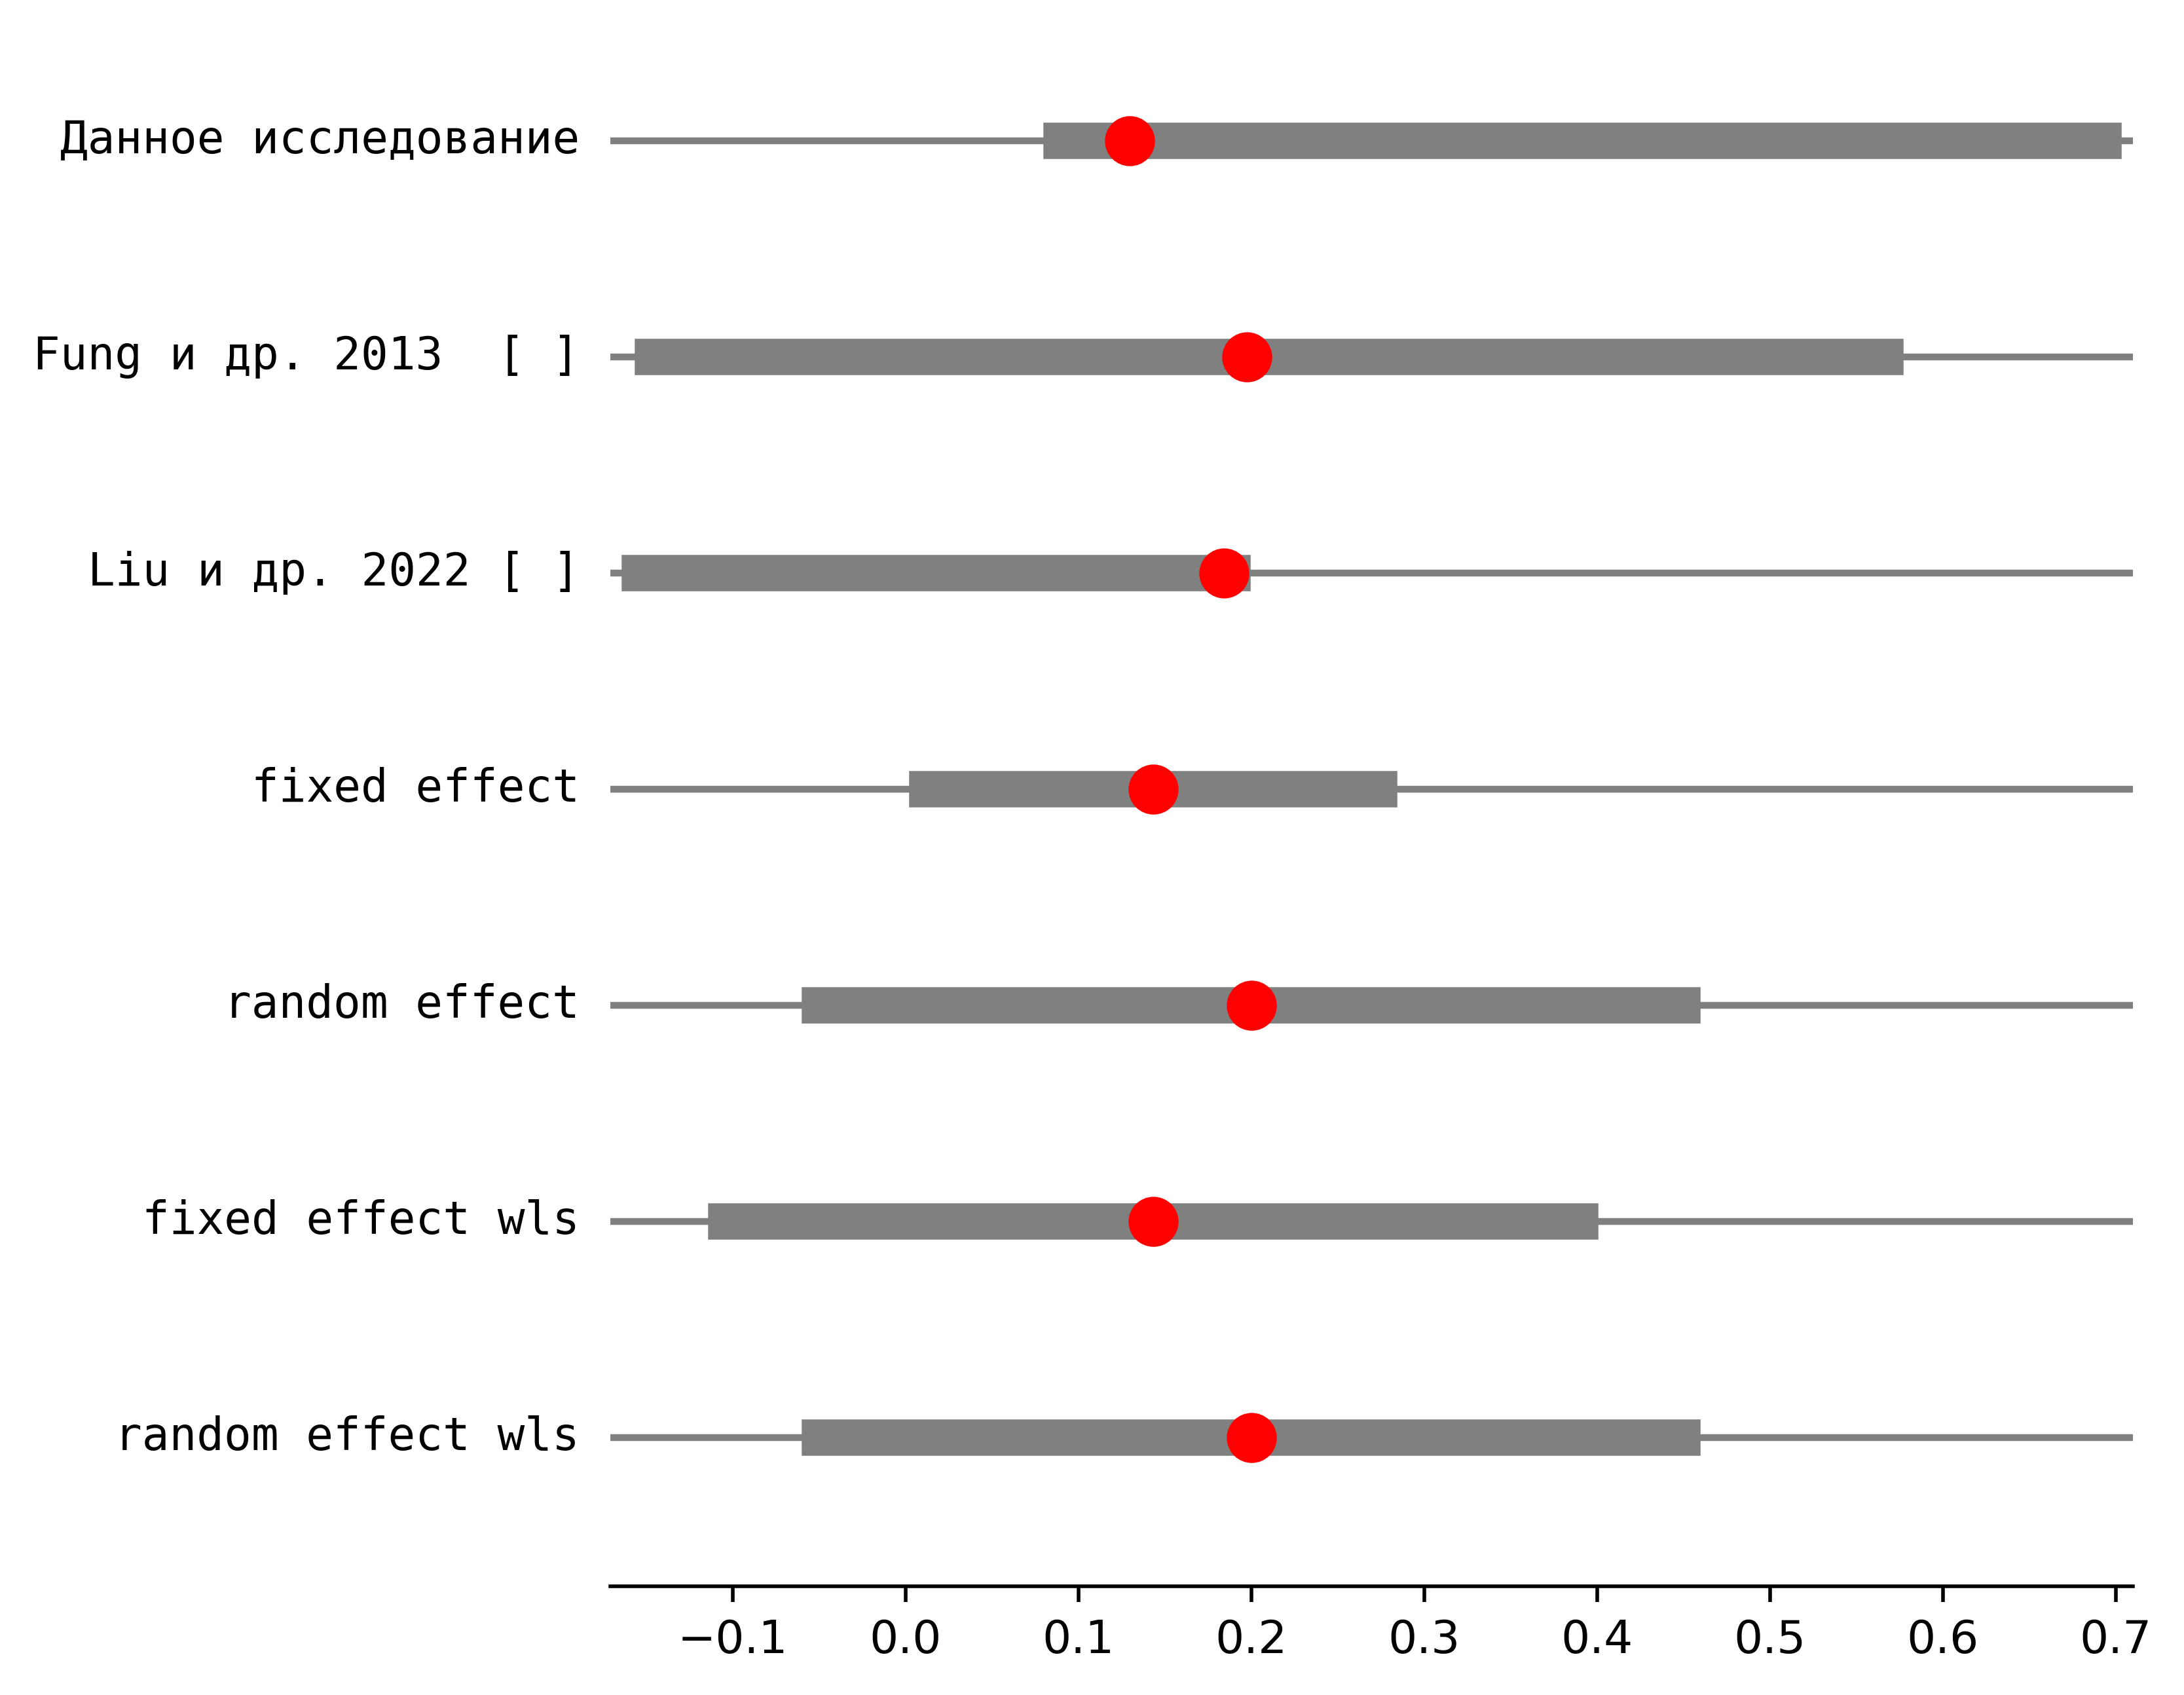 Данное исследование
Fung и др. 2013  [ ]
Liu и др. 2022 [ ]
fixed effect
random effect
fixed effect wls
random effect wls
−0.1 0.0 0.1 0.2 0.3 0.4 0.5 0.6 0.7